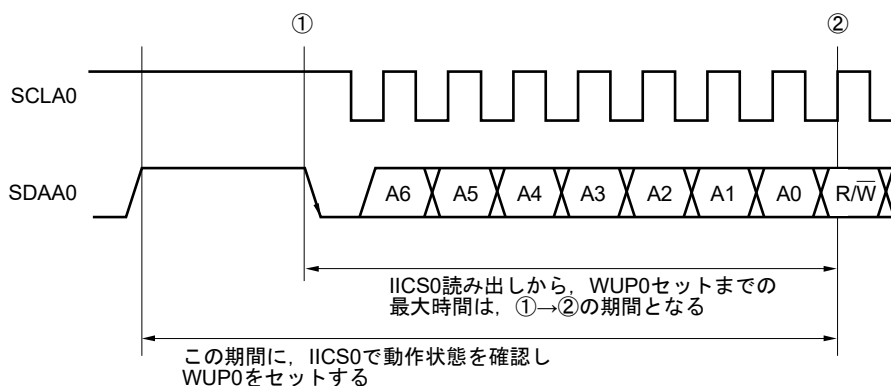 ① ②
SCLA0
SDAA0 A6 A5 A4 A3 A2 A1 A0 R/W̅
IICS0読み出しから，WUP0セットまでの
最大時間は，①→②の期間となる
この期間に，IICS0で動作状態を確認し
WUP0をセットする